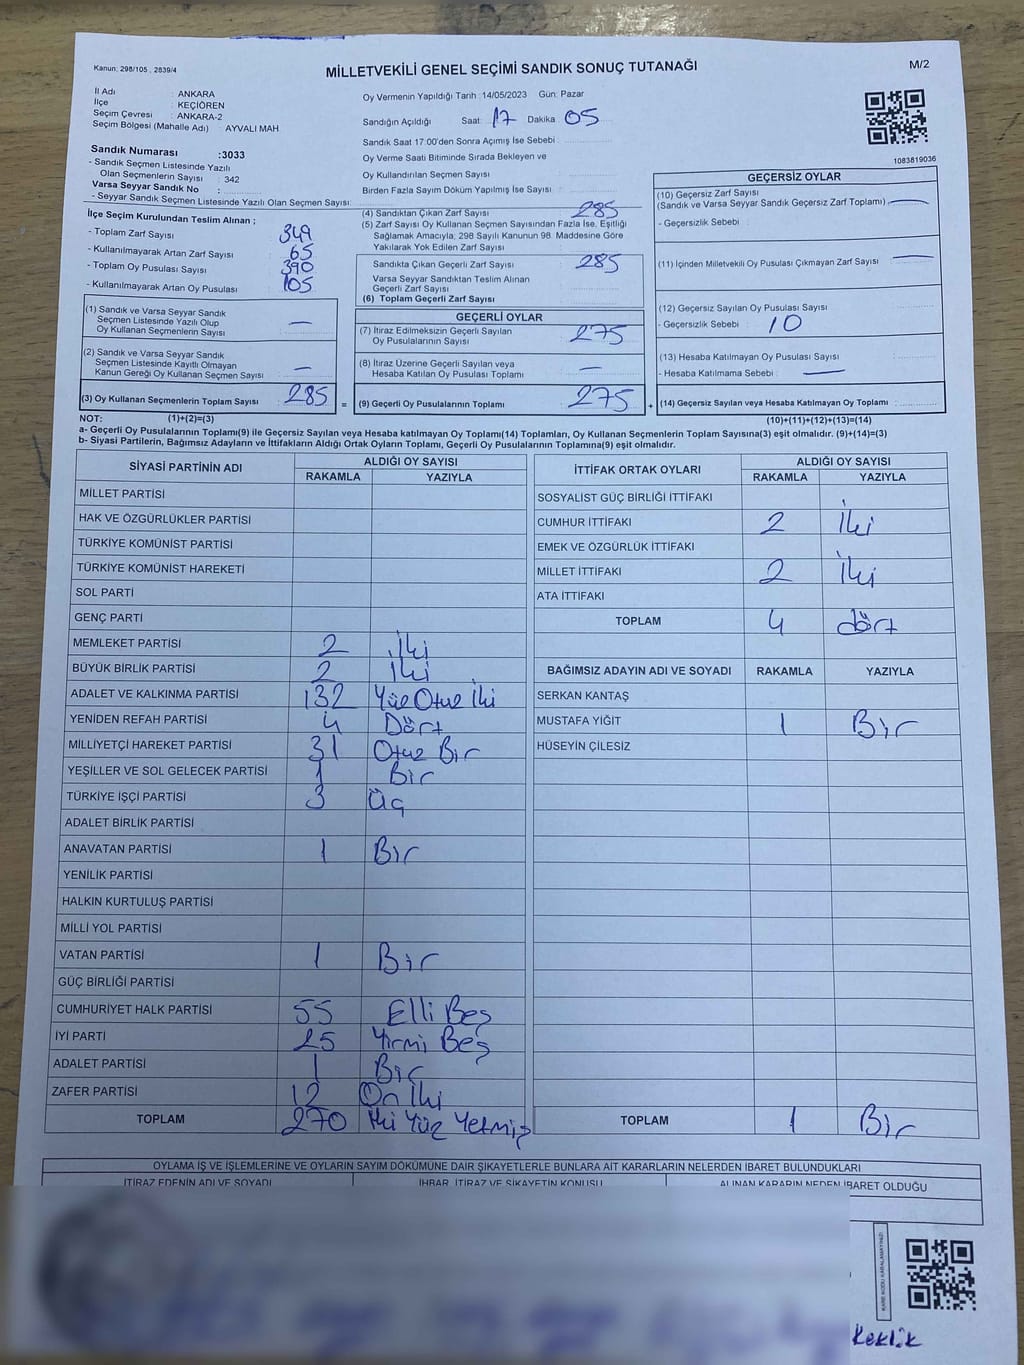 Kanun: 298/105 , 2839/4
MİLLETVEKİLİ GENEL SEÇİMİ SANDIK SONUÇ TUTANAĞI
M/2
İl Adı : ANKARA
İlçe : KEÇİÖREN
Seçim Çevresi : ANKARA-2
Seçim Bölgesi (Mahalle Adı) : AYVALI MAH
Sandık Numarası :3033
- Sandık Seçmen Listesinde Yazılı
Olan Seçmenlerin Sayısı : 342
Varsa Seyyar Sandık No :
- Seyyar Sandık Seçmen Listesinde Yazılı Olan Seçmen Sayısı:
Oy Vermenin Yapıldığı Tarih :14/05/2023 Gün: Pazar
Sandığın Açıldığı Saat: 17 Dakika 05
Sandık Saat 17:00'den Sonra Açımış İse Sebebi :
Oy Verme Saati Bitiminde Sırada Bekleyen ve
Oy Kullandırılan Seçmen Sayısı :
Birden Fazla Sayım Döküm Yapılmış İse Sayısı :
1083819036
İlçe Seçim Kurulundan Teslim Alınan ;
- Toplam Zarf Sayısı : 349
- Kullanılmayarak Artan Zarf Sayısı : 65
- Toplam Oy Pusulası Sayısı : 390
- Kullanılmayarak Artan Oy Pusulası : 105
(1) Sandık ve Varsa Seyyar Sandık
Seçmen Listesinde Yazılı Olup
Oy Kullanan Seçmenlerin Sayısı : —
(2) Sandık ve Varsa Seyyar Sandık
Seçmen Listesinde Kayıtlı Olmayan
Kanun Gereği Oy Kullanan Seçmen Sayısı : —
(3) Oy Kullanan Seçmenlerin Toplam Sayısı : 285 =
(4) Sandıktan Çıkan Zarf Sayısı : 285
(5) Zarf Sayısı Oy Kullanan Seçmen Sayısından Fazla İse, Eşitliği
Sağlamak Amacıyla, 298 Sayılı Kanunun 98. Maddesine Göre
Yakılarak Yok Edilen Zarf Sayısı :
Sandıkta Çıkan Geçerli Zarf Sayısı : 285
Varsa Seyyar Sandıktan Teslim Alınan
Geçerli Zarf Sayısı :
(6) Toplam Geçerli Zarf Sayısı :
GEÇERLİ OYLAR
(7) İtiraz Edilmeksizin Geçerli Sayılan
Oy Pusulalarının Sayısı : 275
(8) İtiraz Üzerine Geçerli Sayılan veya
Hesaba Katılan Oy Pusulası Toplamı : —
(9) Geçerli Oy Pusulalarının Toplamı : 275 +
GEÇERSİZ OYLAR
(10) Geçersiz Zarf Sayısı
(Sandık ve Varsa Seyyar Sandık Geçersiz Zarf Toplamı) : —
- Geçersizlik Sebebi :
(11) İçinden Milletvekili Oy Pusulası Çıkmayan Zarf Sayısı : —
(12) Geçersiz Sayılan Oy Pusulası Sayısı :
- Geçersizlik Sebebi : 10
(13) Hesaba Katılmayan Oy Pusulası Sayısı :
- Hesaba Katılmama Sebebi : —
(14) Geçersiz Sayılan veya Hesaba Katılmayan Oy Toplamı :
NOT: (1)+(2)=(3) (10)+(11)+(12)+(13)=(14)
a- Geçerli Oy Pusulalarının Toplamı(9) ile Geçersiz Sayılan veya Hesaba katılmayan Oy Toplamı(14) Toplamları, Oy Kullanan Seçmenlerin Toplam Sayısına(3) eşit olmalıdır. (9)+(14)=(3)
b- Siyasi Partilerin, Bağımsız Adayların ve İttifakların Aldığı Ortak Oyların Toplamı, Geçerli Oy Pusulalarının Toplamına(9) eşit olmalıdır.
SİYASİ PARTİNİN ADI ALDIĞI OY SAYISI
RAKAMLA YAZIYLA
MİLLET PARTİSİ
HAK VE ÖZGÜRLÜKLER PARTİSİ
TÜRKİYE KOMÜNİST PARTİSİ
TÜRKİYE KOMÜNİST HAREKETİ
SOL PARTİ
GENÇ PARTİ
MEMLEKET PARTİSİ 2 İki
BÜYÜK BİRLİK PARTİSİ 2 İki
ADALET VE KALKINMA PARTİSİ 132 Yüz Otuz İki
YENİDEN REFAH PARTİSİ 4 Dört
MİLLİYETÇİ HAREKET PARTİSİ 31 Otuz Bir
YEŞİLLER VE SOL GELECEK PARTİSİ 1 Bir
TÜRKİYE İŞÇİ PARTİSİ 3 Üç
ADALET BİRLİK PARTİSİ
ANAVATAN PARTİSİ 1 Bir
YENİLİK PARTİSİ
HALKIN KURTULUŞ PARTİSİ
MİLLİ YOL PARTİSİ
VATAN PARTİSİ 1 Bir
GÜÇ BİRLİĞİ PARTİSİ
CUMHURİYET HALK PARTİSİ 55 Elli Beş
İYİ PARTİ 25 Yirmi Beş
ADALET PARTİSİ 1 Bir
ZAFER PARTİSİ 12 On İki
TOPLAM 270 İki Yüz Yetmiş
İTTİFAK ORTAK OYLARI ALDIĞI OY SAYISI
RAKAMLA YAZIYLA
SOSYALİST GÜÇ BİRLİĞİ İTTİFAKI
CUMHUR İTTİFAKI 2 İki
EMEK VE ÖZGÜRLÜK İTTİFAKI
MİLLET İTTİFAKI 2 İki
ATA İTTİFAKI
TOPLAM 4 dört
BAĞIMSIZ ADAYIN ADI VE SOYADI RAKAMLA YAZIYLA
SERKAN KANTAŞ
MUSTAFA YİĞİT 1 Bir
HÜSEYİN ÇİLESİZ
TOPLAM 1 Bir
OYLAMA İŞ VE İŞLEMLERİNE VE OYLARIN SAYIM DÖKÜMÜNE DAİR ŞİKAYETLERLE BUNLARA AİT KARARLARIN NELERDEN İBARET BULUNDUKLARI
İTİRAZ EDENİN ADI VE SOYADI İHBAR, İTİRAZ VE ŞİKAYETİN KONUSU ALINAN KARARIN NEDEN İBARET OLDUĞU
KARE KODU KARALAMAYINIZ!
Keklik